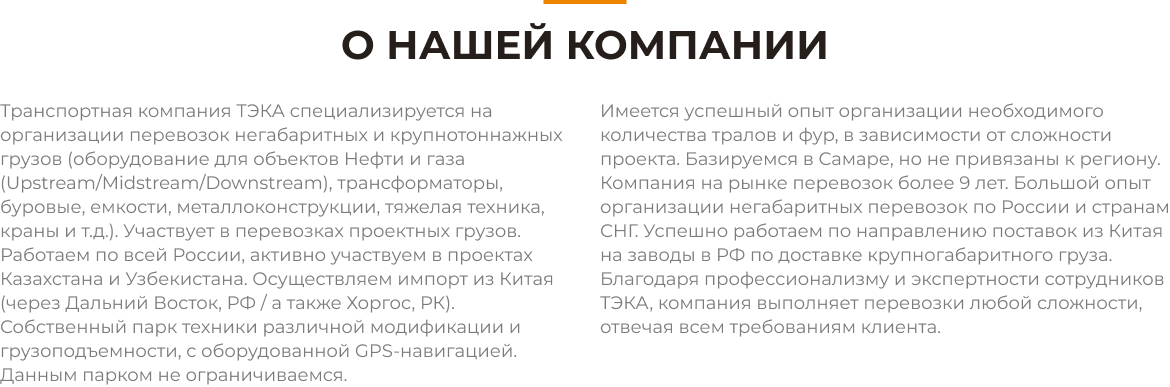 О НАШЕЙ КОМПАНИИ
Транспортная компания ТЭКА специализируется на
организации перевозок негабаритных и крупнотоннажных
грузов (оборудование для объектов Нефти и газа
(Upstream/Midstream/Downstream), трансформаторы,
буровые, емкости, металлоконструкции, тяжелая техника,
краны и т.д.). Участвует в перевозках проектных грузов.
Работаем по всей России, активно участвуем в проектах
Казахстана и Узбекистана. Осуществляем импорт из Китая
(через Дальний Восток, РФ / а также Хоргос, РК).
Собственный парк техники различной модификации и
грузоподъемности, с оборудованной GPS-навигацией.
Данным парком не ограничиваемся.
Имеется успешный опыт организации необходимого
количества тралов и фур, в зависимости от сложности
проекта. Базируемся в Самаре, но не привязаны к региону.
Компания на рынке перевозок более 9 лет. Большой опыт
организации негабаритных перевозок по России и странам
СНГ. Успешно работаем по направлению поставок из Китая
на заводы в РФ по доставке крупногабаритного груза.
Благодаря профессионализму и экспертности сотрудников
ТЭКА, компания выполняет перевозки любой сложности,
отвечая всем требованиям клиента.